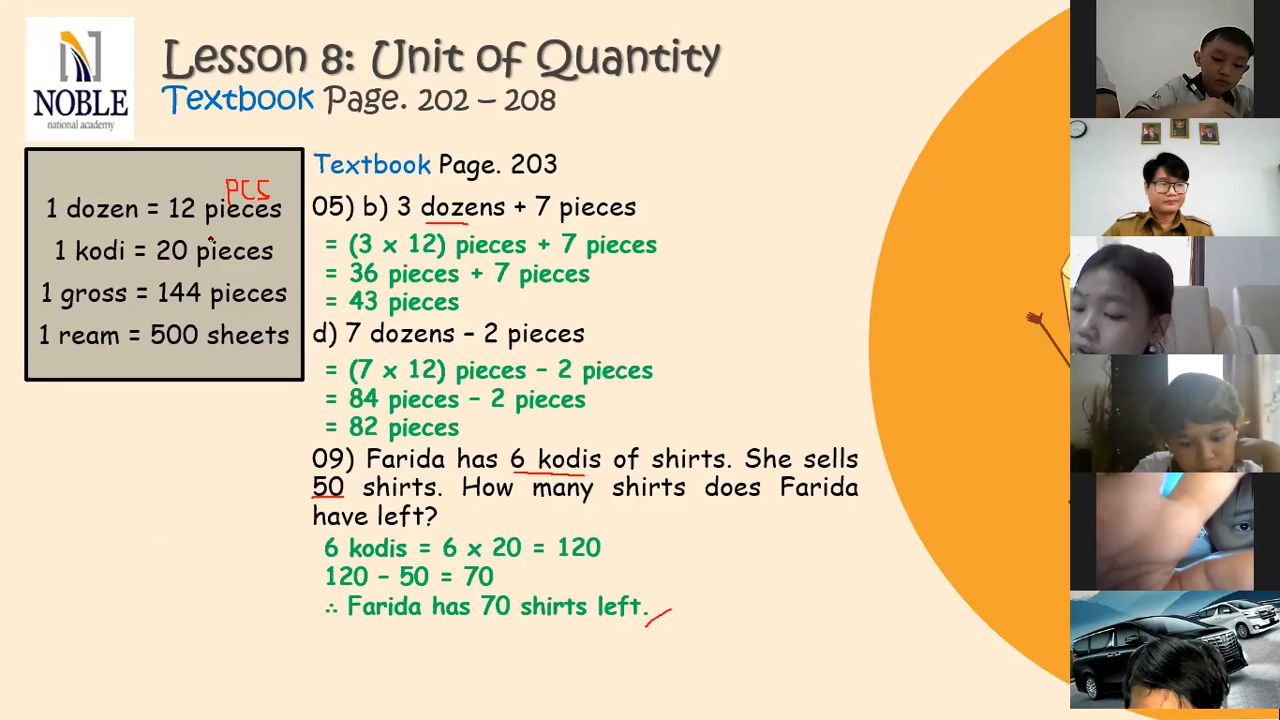 NOBLE
national academy
Lesson 8: Unit of Quantity
Textbook Page. 202 – 208
PCS
1 dozen = 12 pieces
1 kodi = 20 pieces
1 gross = 144 pieces
1 ream = 500 sheets
Textbook Page. 203
05) b) 3 dozens + 7 pieces
= (3 x 12) pieces + 7 pieces
= 36 pieces + 7 pieces
= 43 pieces
d) 7 dozens – 2 pieces
= (7 x 12) pieces – 2 pieces
= 84 pieces – 2 pieces
= 82 pieces
09) Farida has 6 kodis of shirts. She sells
50 shirts. How many shirts does Farida
have left?
6 kodis = 6 x 20 = 120
120 – 50 = 70
∴ Farida has 70 shirts left.